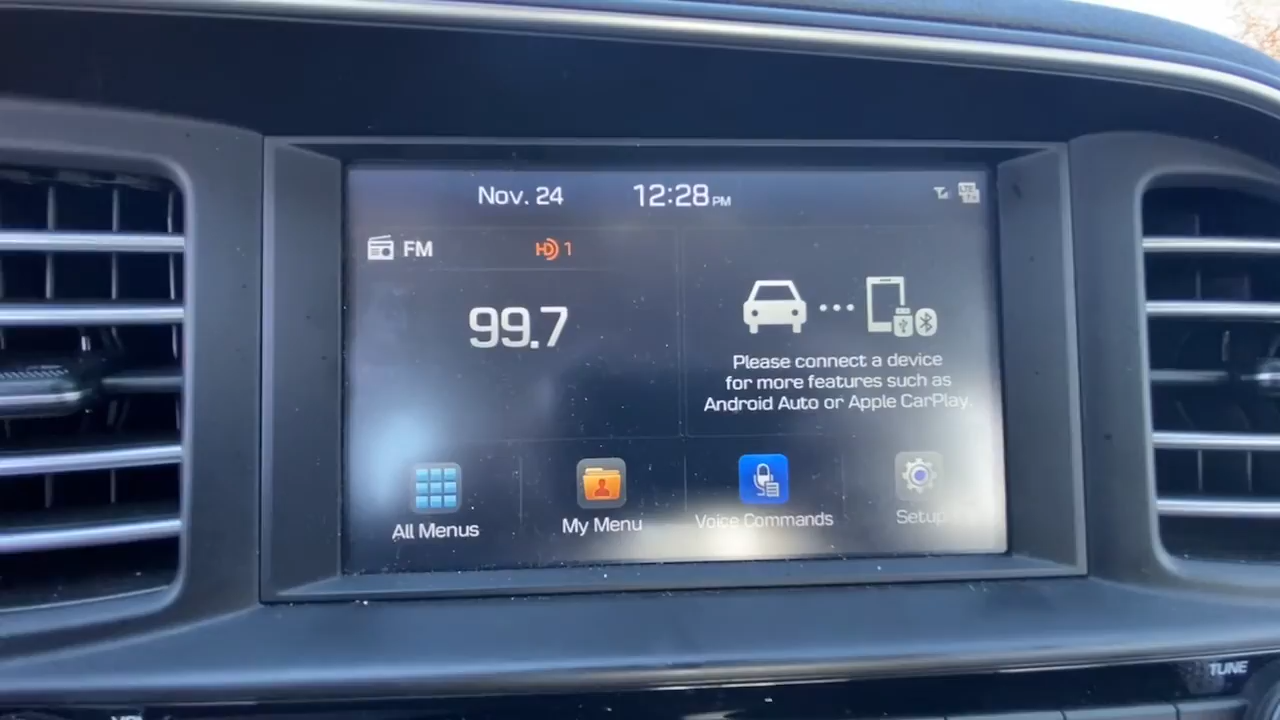 Nov. 24 12:28 PM
FM HD 1
99.7
Please connect a device
for more features such as
Android Auto or Apple CarPlay.
All Menus
My Menu
Voice Commands
Setup
TUNE